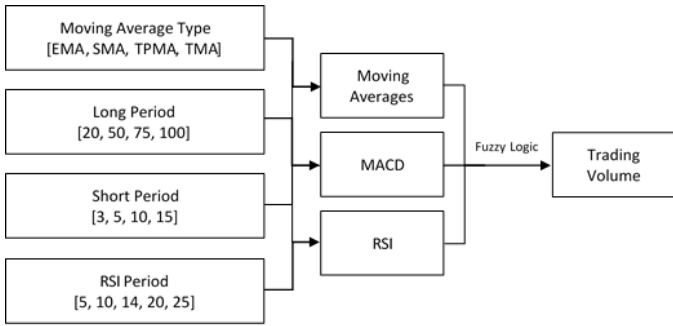 Moving Average Type
[EMA, SMA, TPMA, TMA]
Long Period
[20, 50, 75, 100]
Short Period
[3, 5, 10, 15]
RSI Period
[5, 10, 14, 20, 25]
Moving
Averages
MACD
RSI
Fuzzy Logic
Trading
Volume